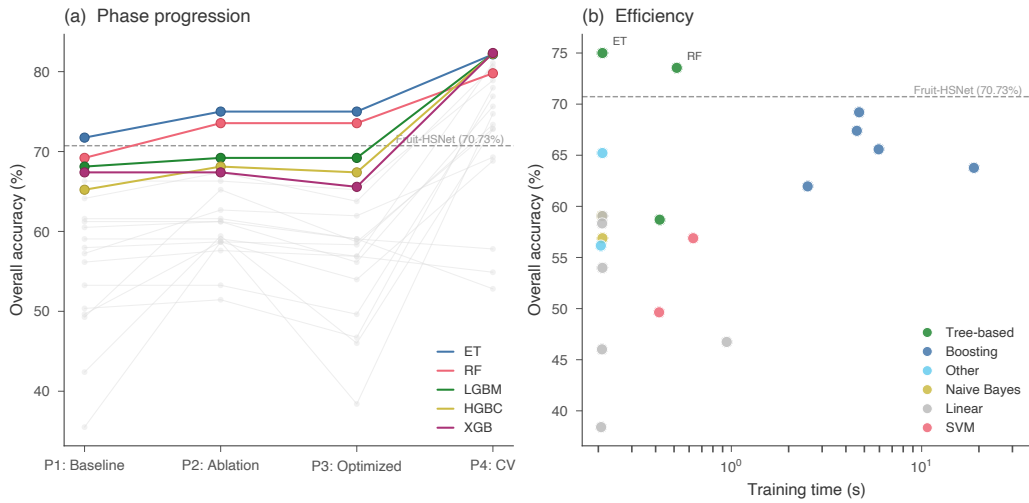 (a) Phase progression
Overall accuracy (%)
80
70
60
50
40
Fruit-HSNet (70.73%)
ET
RF
LGBM
HGBC
XGB
P1: Baseline
P2: Ablation
P3: Optimized
P4: CV
(b) Efficiency
Overall accuracy (%)
75
70
65
60
55
50
45
40
ET
RF
Fruit-HSNet (70.73%)
Tree-based
Boosting
Other
Naive Bayes
Linear
SVM
10⁰
10¹
Training time (s)